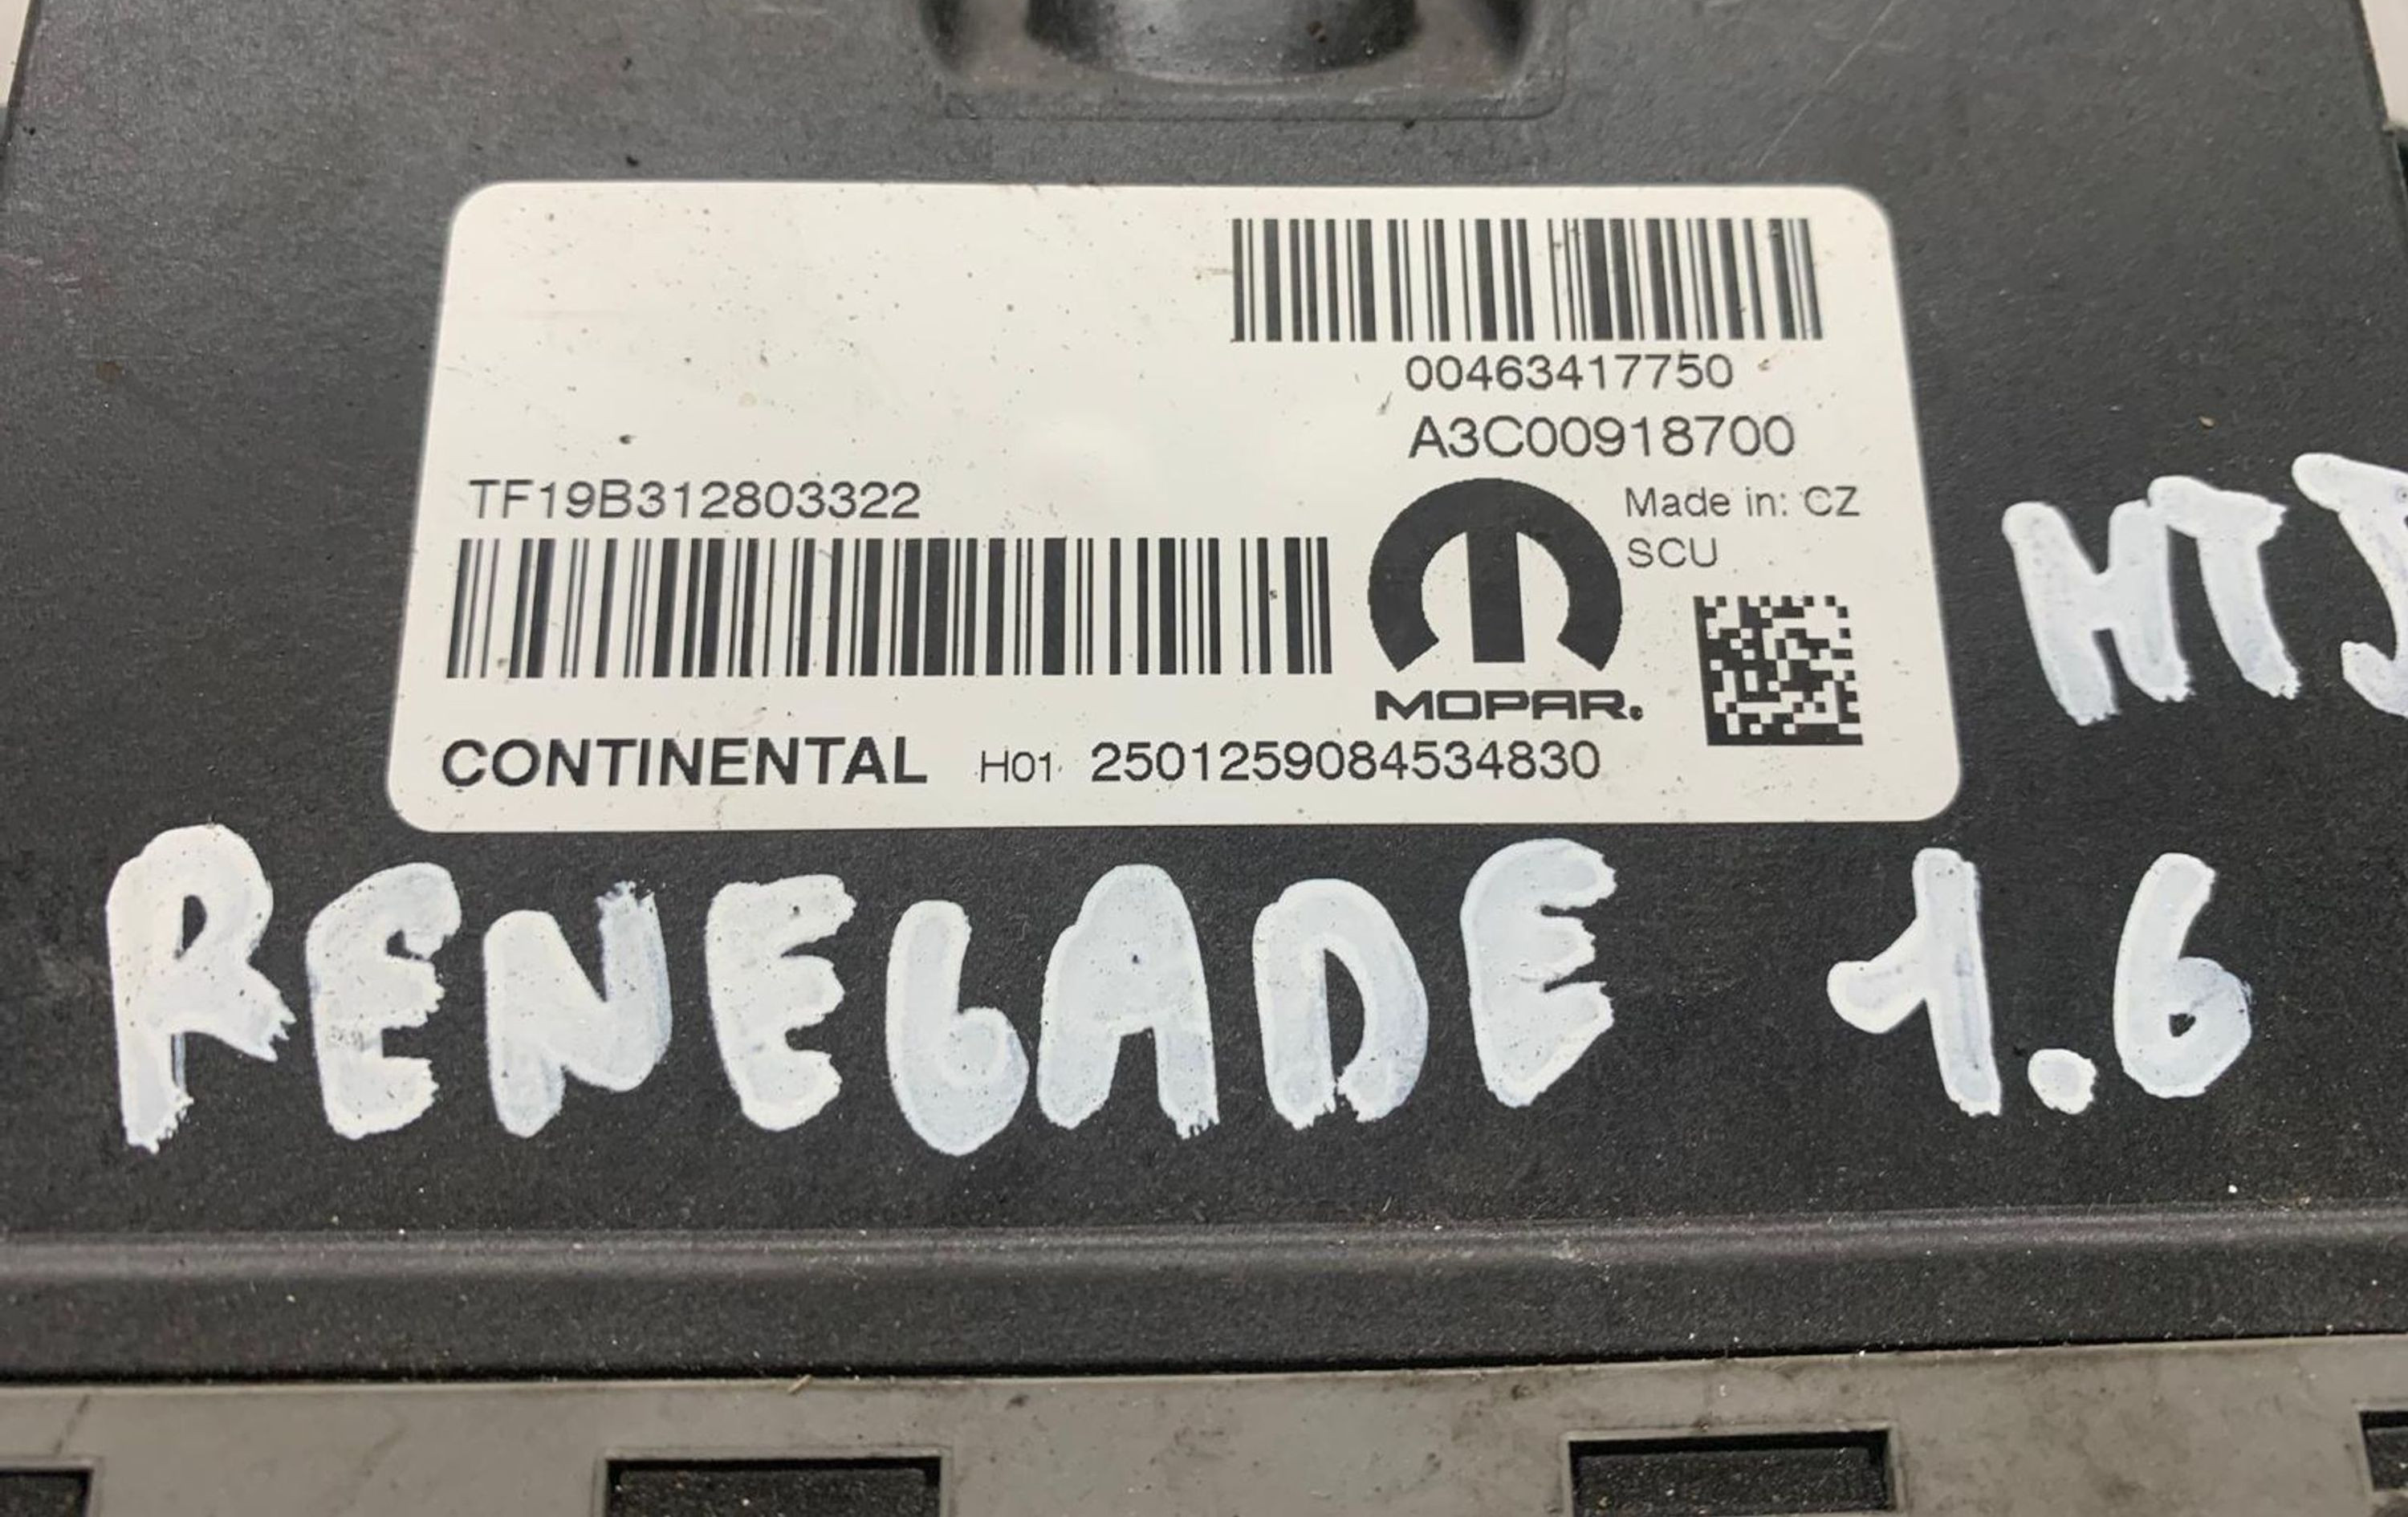 00463417750
A3C00918700
TF19B312803322
Made in: CZ
SCU
MOPAR.
CONTINENTAL H01 2501259084534830
RENEGADE 1.6